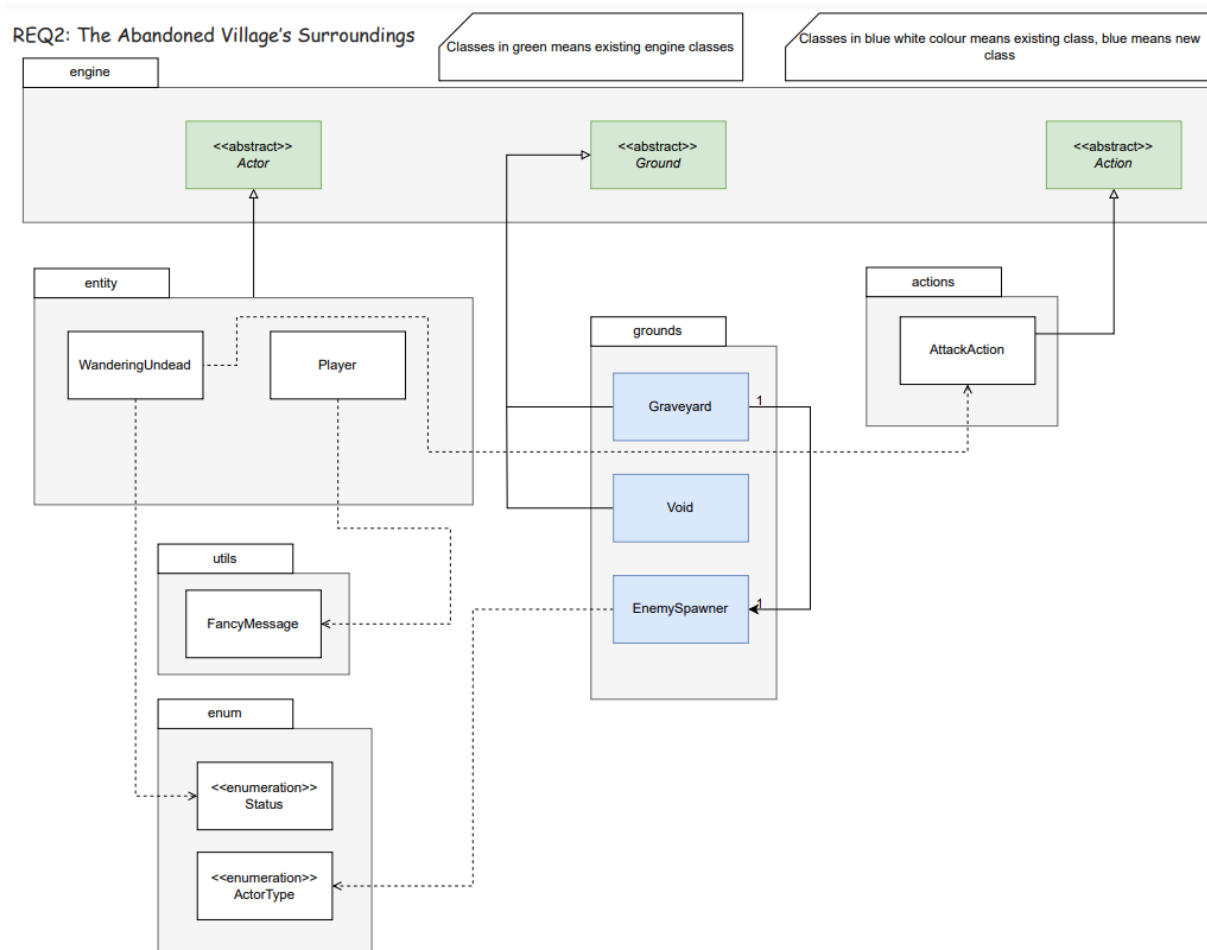 REQ2: The Abandoned Village's Surroundings
Classes in green means existing engine classes
Classes in blue white colour means existing class, blue means new
class
engine
<<abstract>>
Actor
<<abstract>>
Ground
<<abstract>>
Action
entity
actions
grounds
WanderingUndead
Player
AttackAction
Graveyard
1
Void
utils
FancyMessage
EnemySpawner
1
enum
<<enumeration>>
Status
<<enumeration>>
ActorType